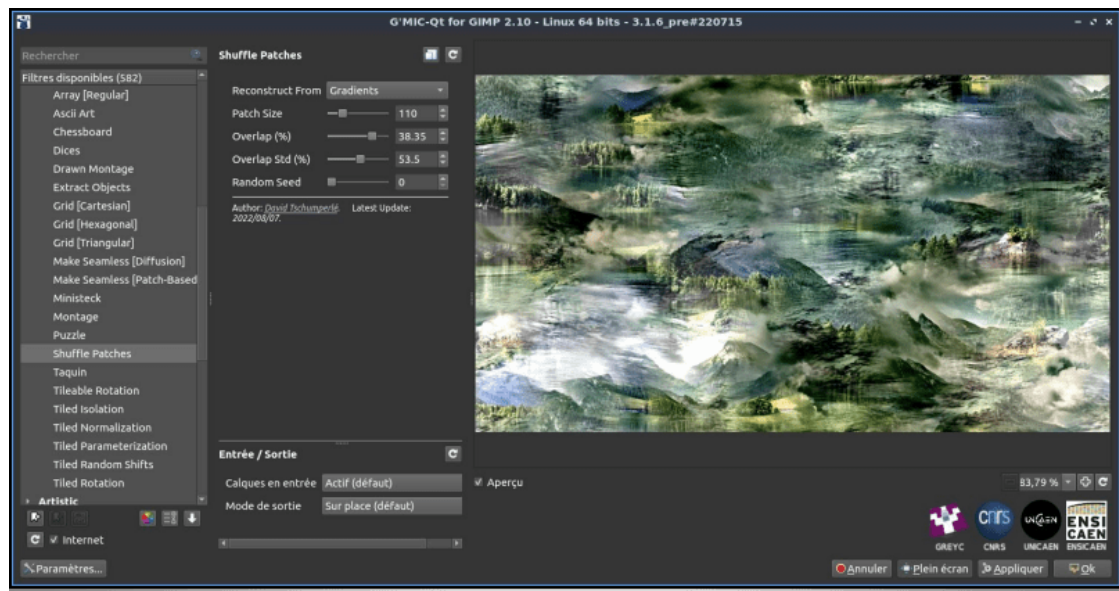 G'MIC-Qt for GIMP 2.10 - Linux 64 bits - 3.1.6_pre#220715
Rechercher
Filtres disponibles (582)
Array [Regular]
Ascii Art
Chessboard
Dices
Drawn Montage
Extract Objects
Grid [Cartesian]
Grid [Hexagonal]
Grid [Triangular]
Make Seamless [Diffusion]
Make Seamless [Patch-Based
Ministeck
Montage
Puzzle
Shuffle Patches
Taquin
Tileable Rotation
Tiled Isolation
Tiled Normalization
Tiled Parameterization
Tiled Random Shifts
Tiled Rotation
Artistic
Internet
Paramètres...
Shuffle Patches
Reconstruct From Gradients
Patch Size 110
Overlap (%) 38.35
Overlap Std (%) 53.5
Random Seed 0
Author: David Tschumperlé. Latest Update:
2022/08/07.
Entrée / Sortie
Calques en entrée Actif (défaut)
Mode de sortie Sur place (défaut)
Aperçu
83,79 %
GREYC
cnrs
CNRS
UNICAEN
UNICAEN
ENSI
CAEN
ENSICAEN
Annuler
Plein écran
Appliquer
Ok